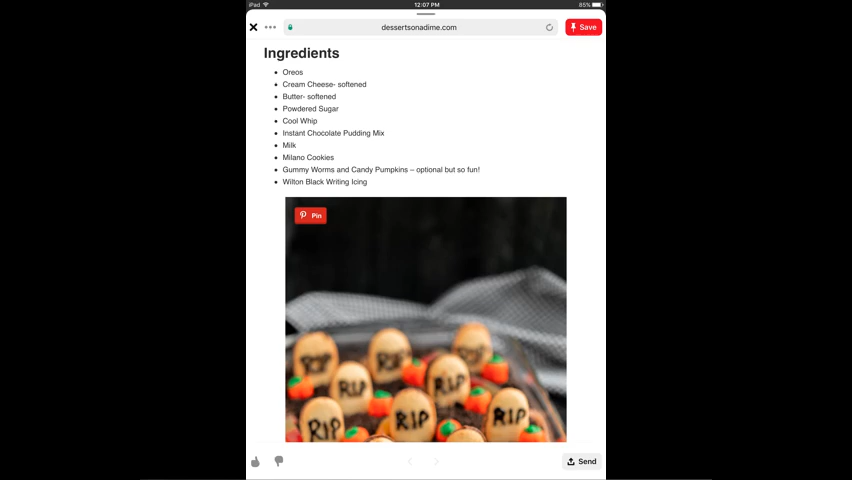 iPad 12:07 PM 85%
dessertsonadime.com Save
Ingredients
Oreos
Cream Cheese- softened
Butter- softened
Powdered Sugar
Cool Whip
Instant Chocolate Pudding Mix
Milk
Milano Cookies
Gummy Worms and Candy Pumpkins – optional but so fun!
Wilton Black Writing Icing
Pin
RIP RIP RIP
RIP RIP
RIP RIP RIP
Send